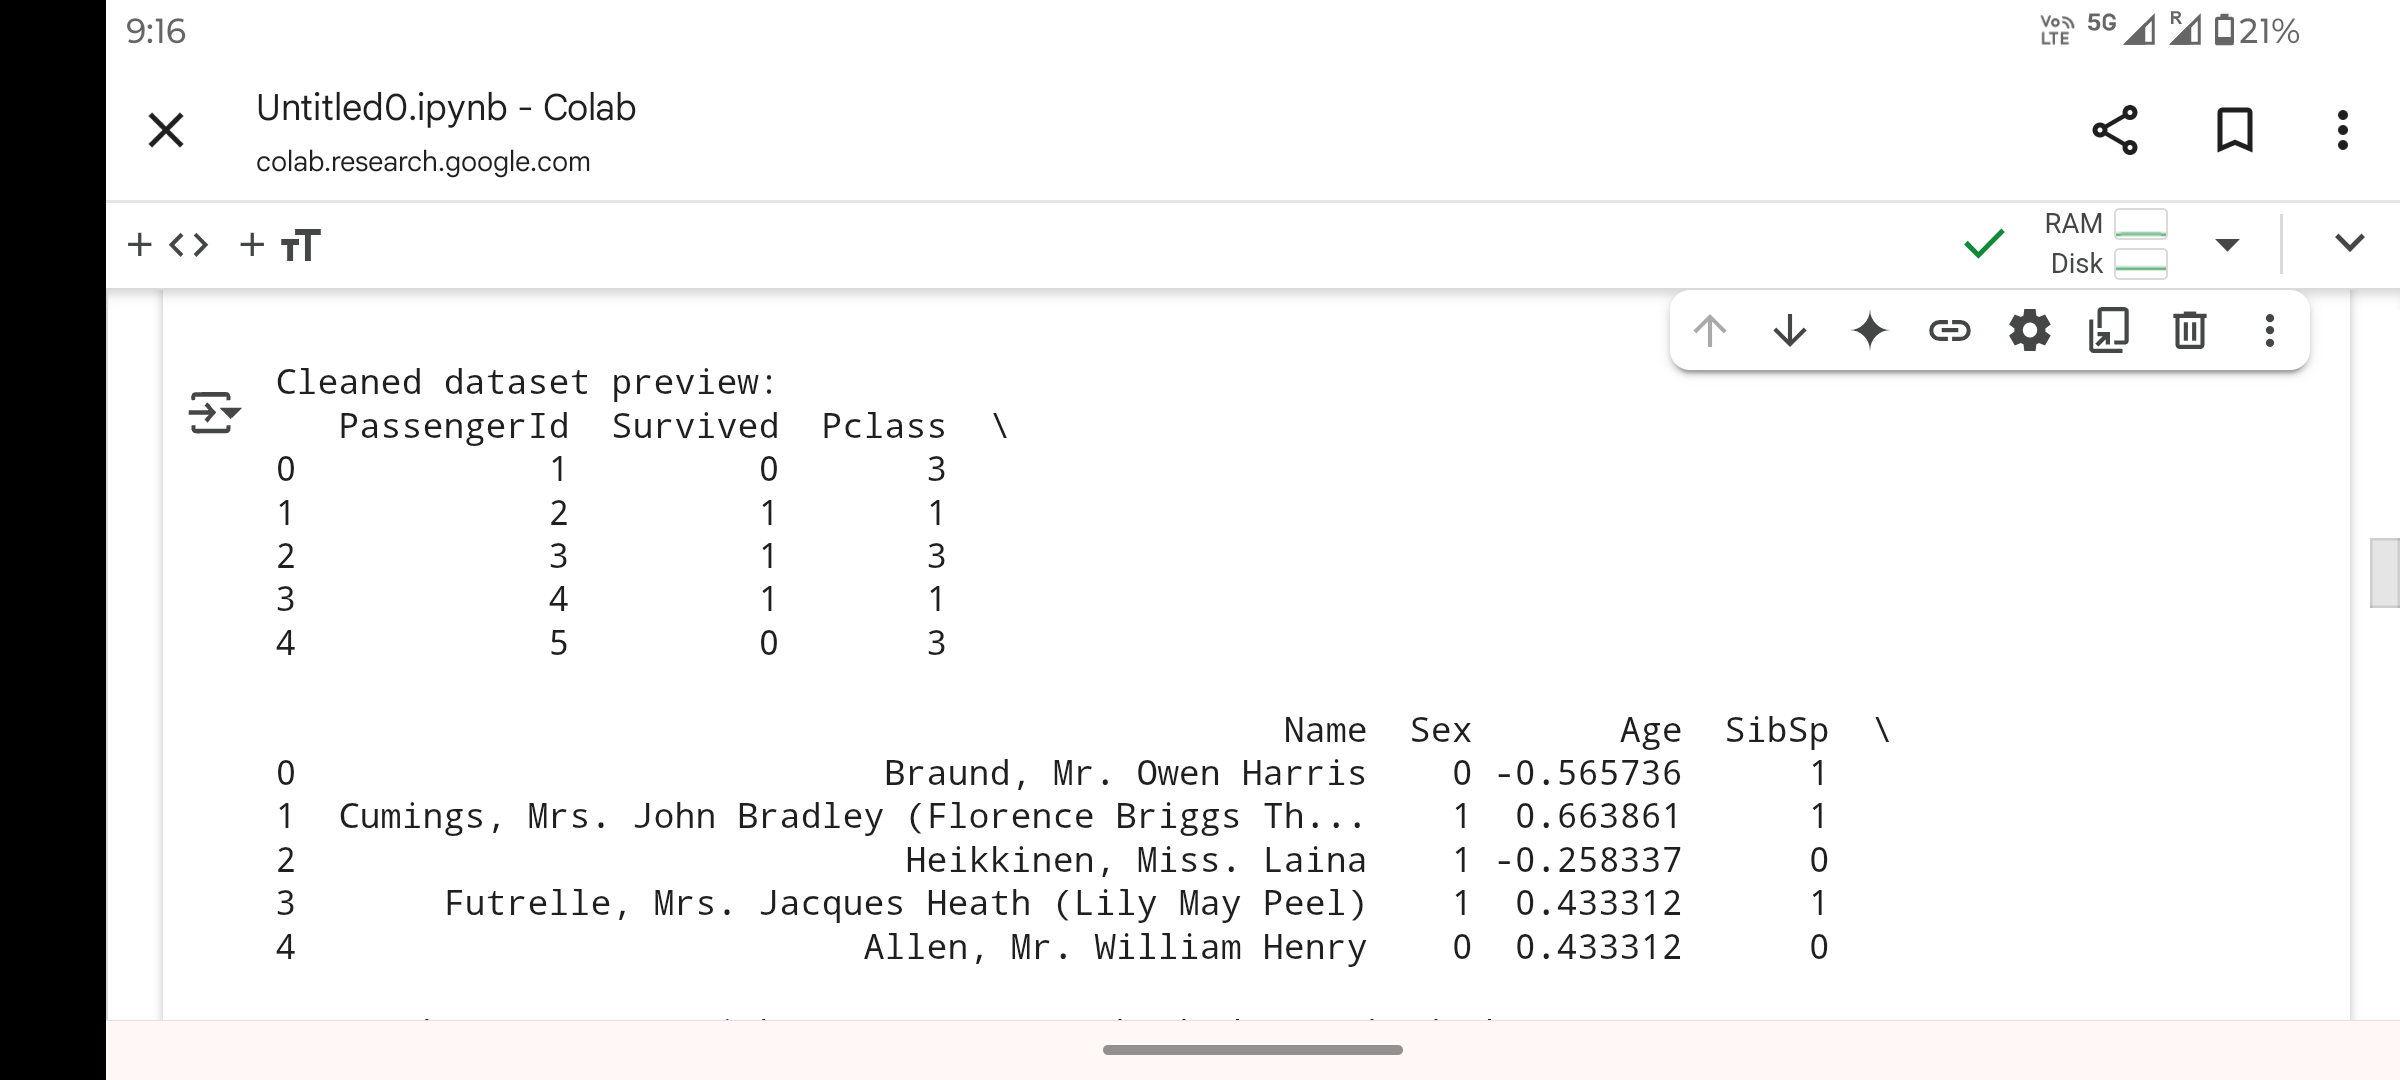 9:16
Vo LTE 5G R 21%
Untitled0.ipynb - Colab
colab.research.google.com
+ <> + TT
RAM
Disk
Cleaned dataset preview:
   PassengerId  Survived  Pclass  \
0            1         0       3
1            2         1       1
2            3         1       3
3            4         1       1
4            5         0       3
                                                Name  Sex       Age  SibSp  \
0                            Braund, Mr. Owen Harris    0 -0.565736      1
1  Cumings, Mrs. John Bradley (Florence Briggs Th...    1  0.663861      1
2                             Heikkinen, Miss. Laina    1 -0.258337      0
3       Futrelle, Mrs. Jacques Heath (Lily May Peel)    1  0.433312      1
4                           Allen, Mr. William Henry    0  0.433312      0